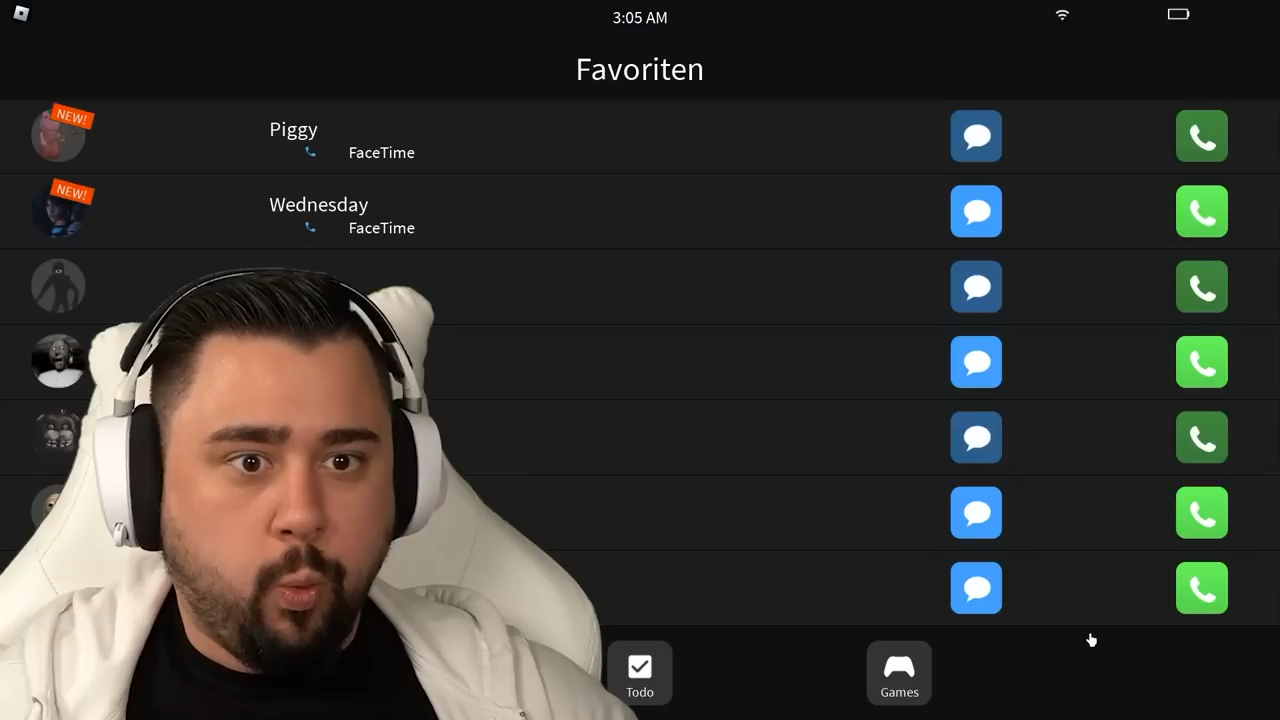 3:05 AM
Favoriten
NEW!
Piggy
FaceTime
NEW!
Wednesday
FaceTime
Todo
Games